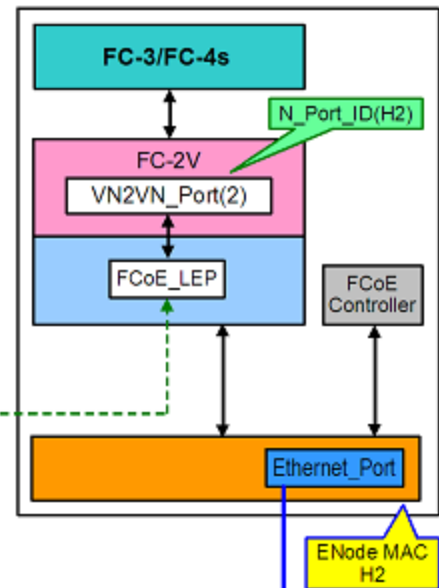 FC-3/FC-4s
N_Port_ID(H2)
FC-2V
VN2VN_Port(2)
FCoE_LEP
FCoE
Controller
Ethernet_Port
ENode MAC
H2